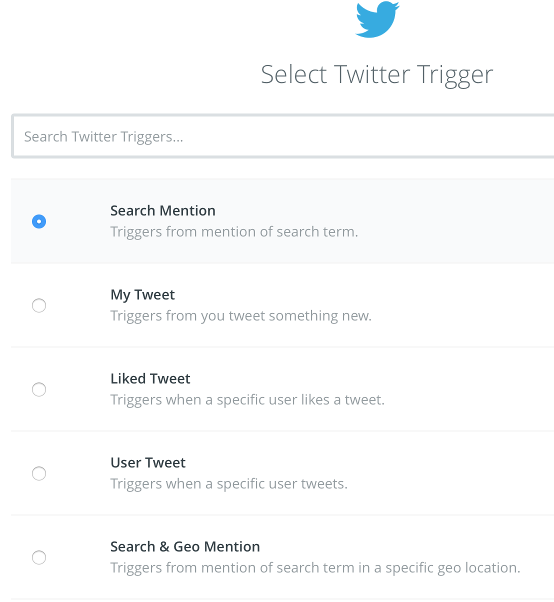 Select Twitter Trigger
Search Twitter Triggers...
Search Mention
Triggers from mention of search term.
My Tweet
Triggers from you tweet something new.
Liked Tweet
Triggers when a specific user likes a tweet.
User Tweet
Triggers when a specific user tweets.
Search & Geo Mention
Triggers from mention of search term in a specific geo location.